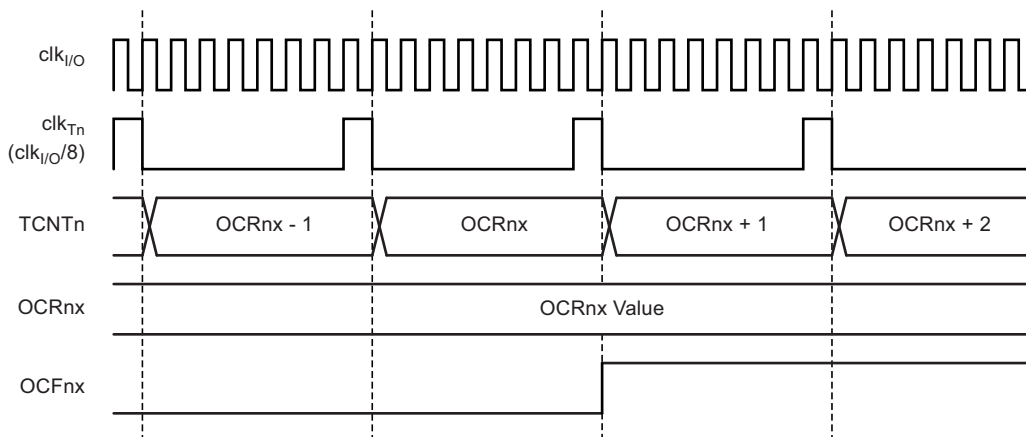 clkI/O
clkTn
(clkI/O/8)
TCNTn OCRnx - 1 OCRnx OCRnx + 1 OCRnx + 2
OCRnx OCRnx Value
OCFnx